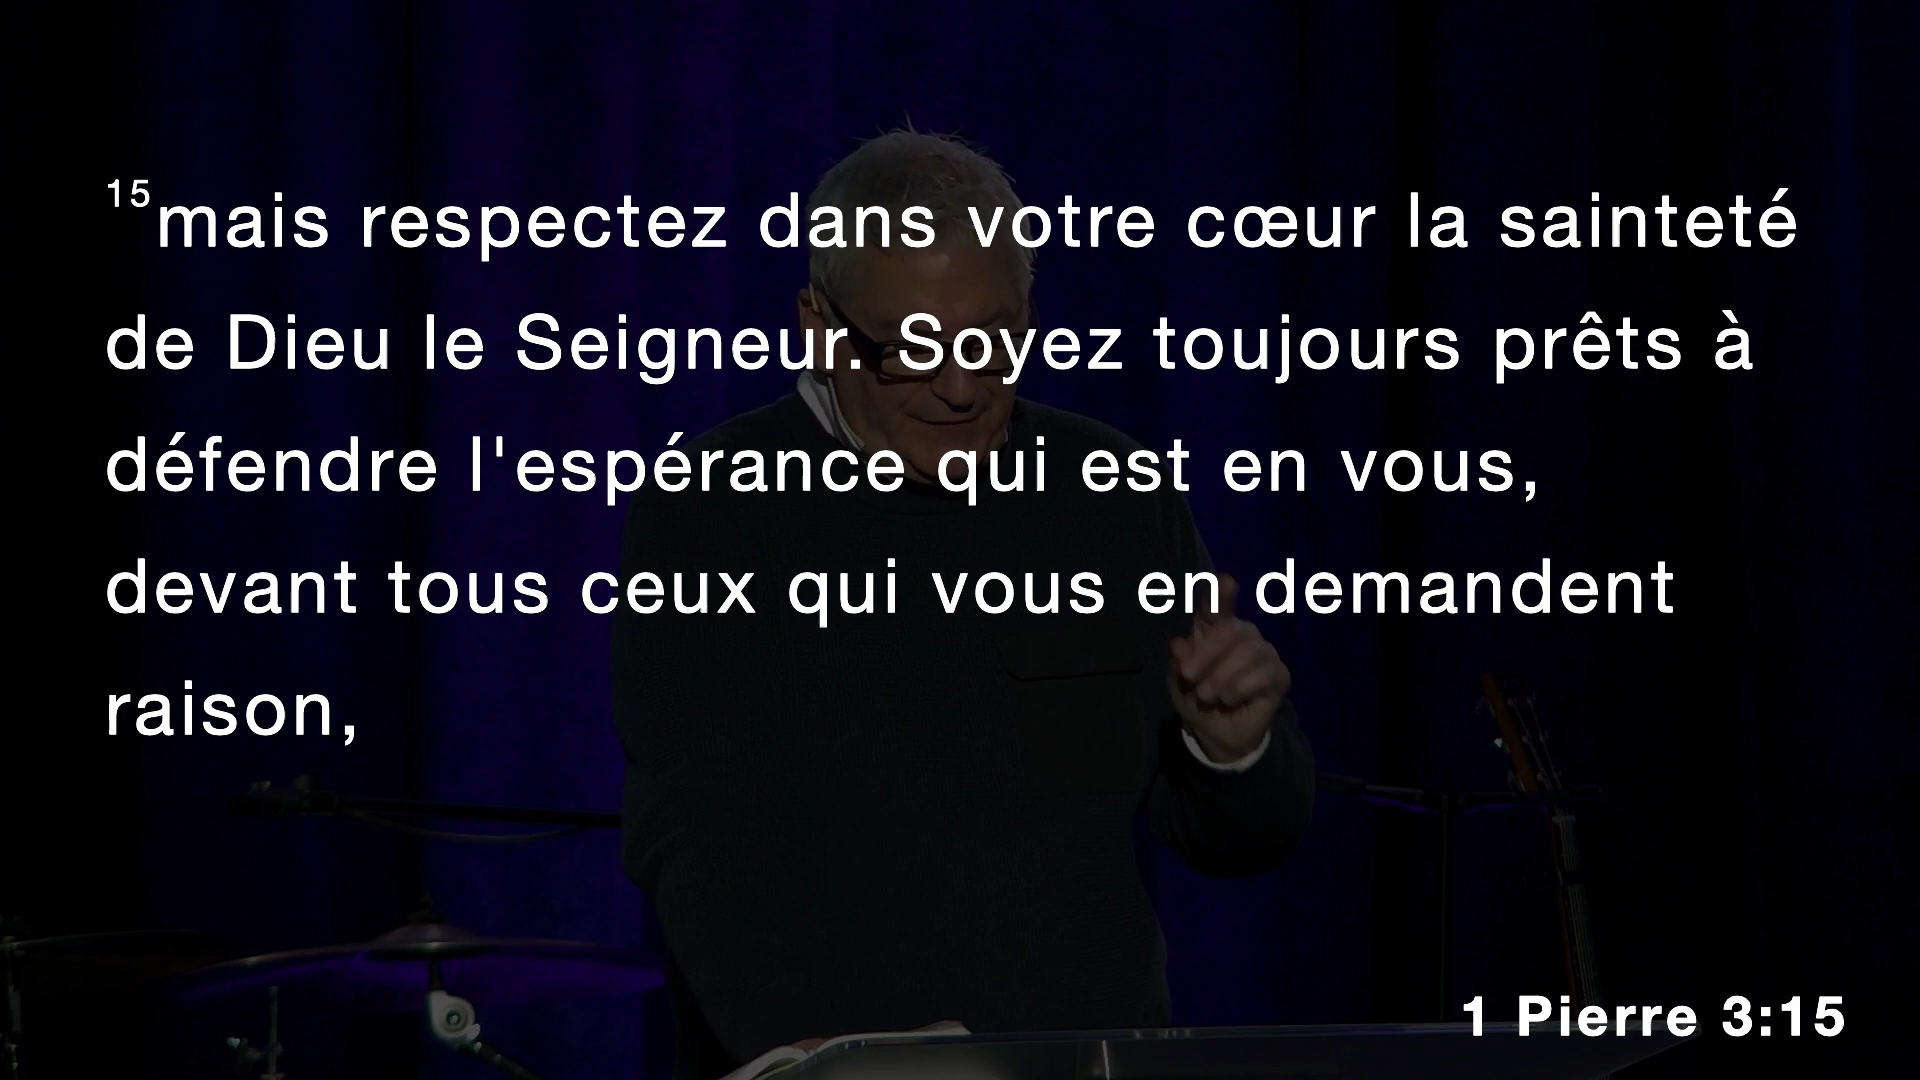 15mais respectez dans votre cœur la sainteté
de Dieu le Seigneur. Soyez toujours prêts à
défendre l'espérance qui est en vous,
devant tous ceux qui vous en demandent
raison,
1 Pierre 3:15